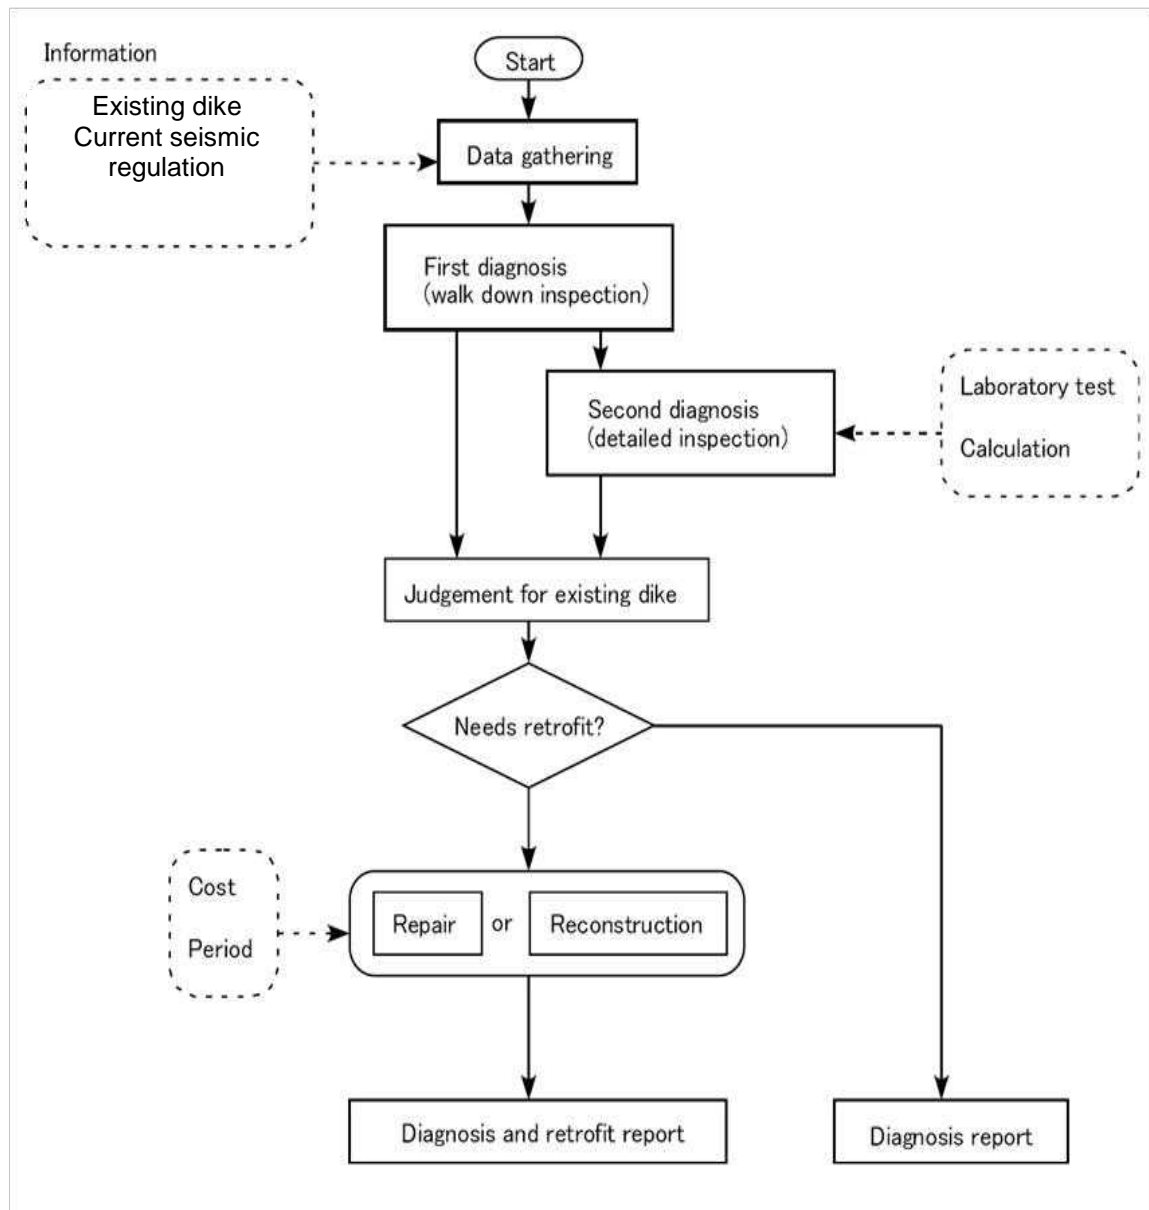 Information
Start
Existing dike
Current seismic
regulation
Data gathering
First diagnosis
(walk down inspection)
Second diagnosis
(detailed inspection)
Laboratory test
Calculation
Judgement for existing dike
Needs retrofit?
Cost
Period
Repair or Reconstruction
Diagnosis and retrofit report
Diagnosis report